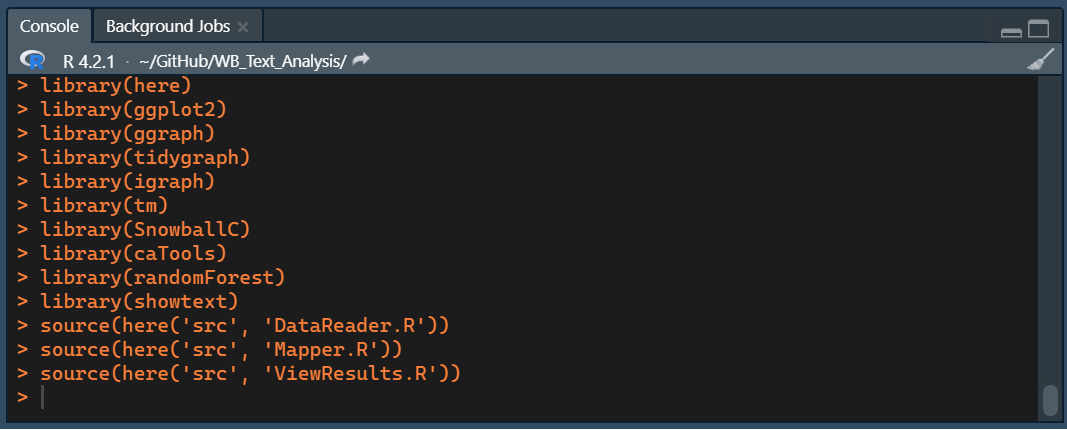 Console Background Jobs
R R 4.2.1 · ~/GitHub/WB_Text_Analysis/
> library(here)
> library(ggplot2)
> library(ggraph)
> library(tidygraph)
> library(igraph)
> library(tm)
> library(SnowballC)
> library(caTools)
> library(randomForest)
> library(showtext)
> source(here('src', 'DataReader.R'))
> source(here('src', 'Mapper.R'))
> source(here('src', 'ViewResults.R'))
>